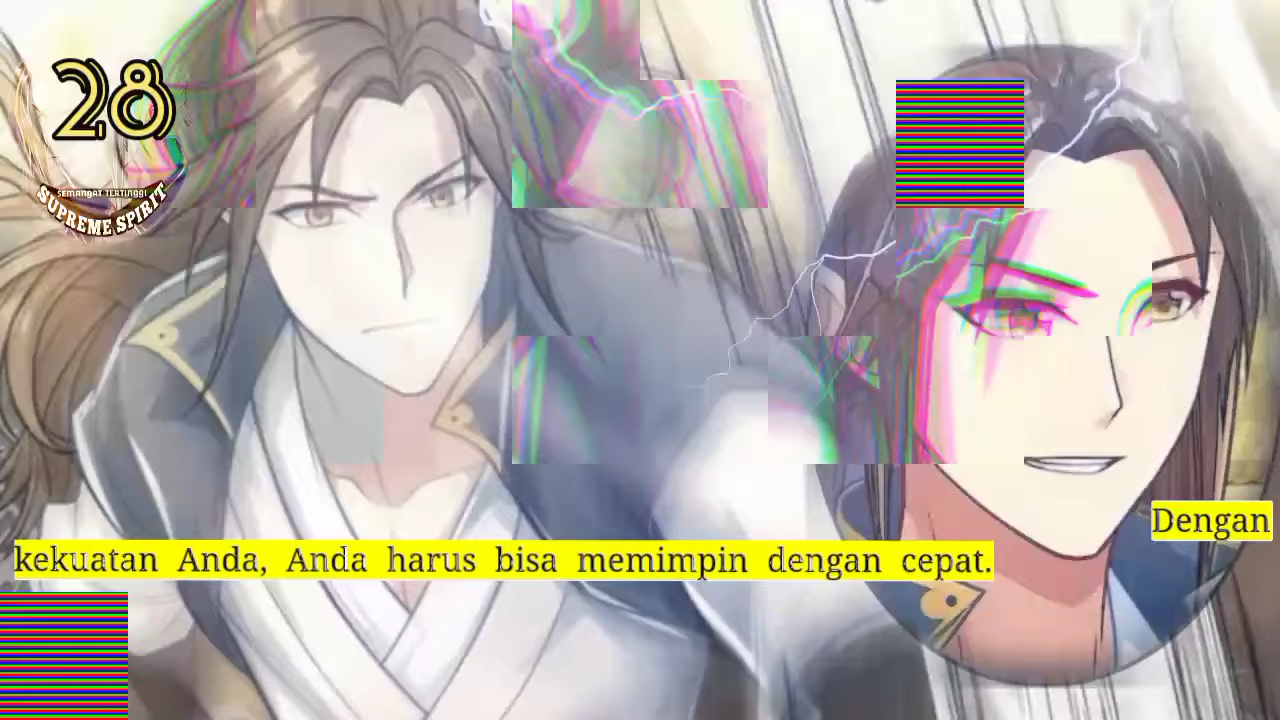 28
SEMANGAT TERTINGGI
SUPREME SPIRIT
Dengan
kekuatan Anda, Anda harus bisa memimpin dengan cepat.